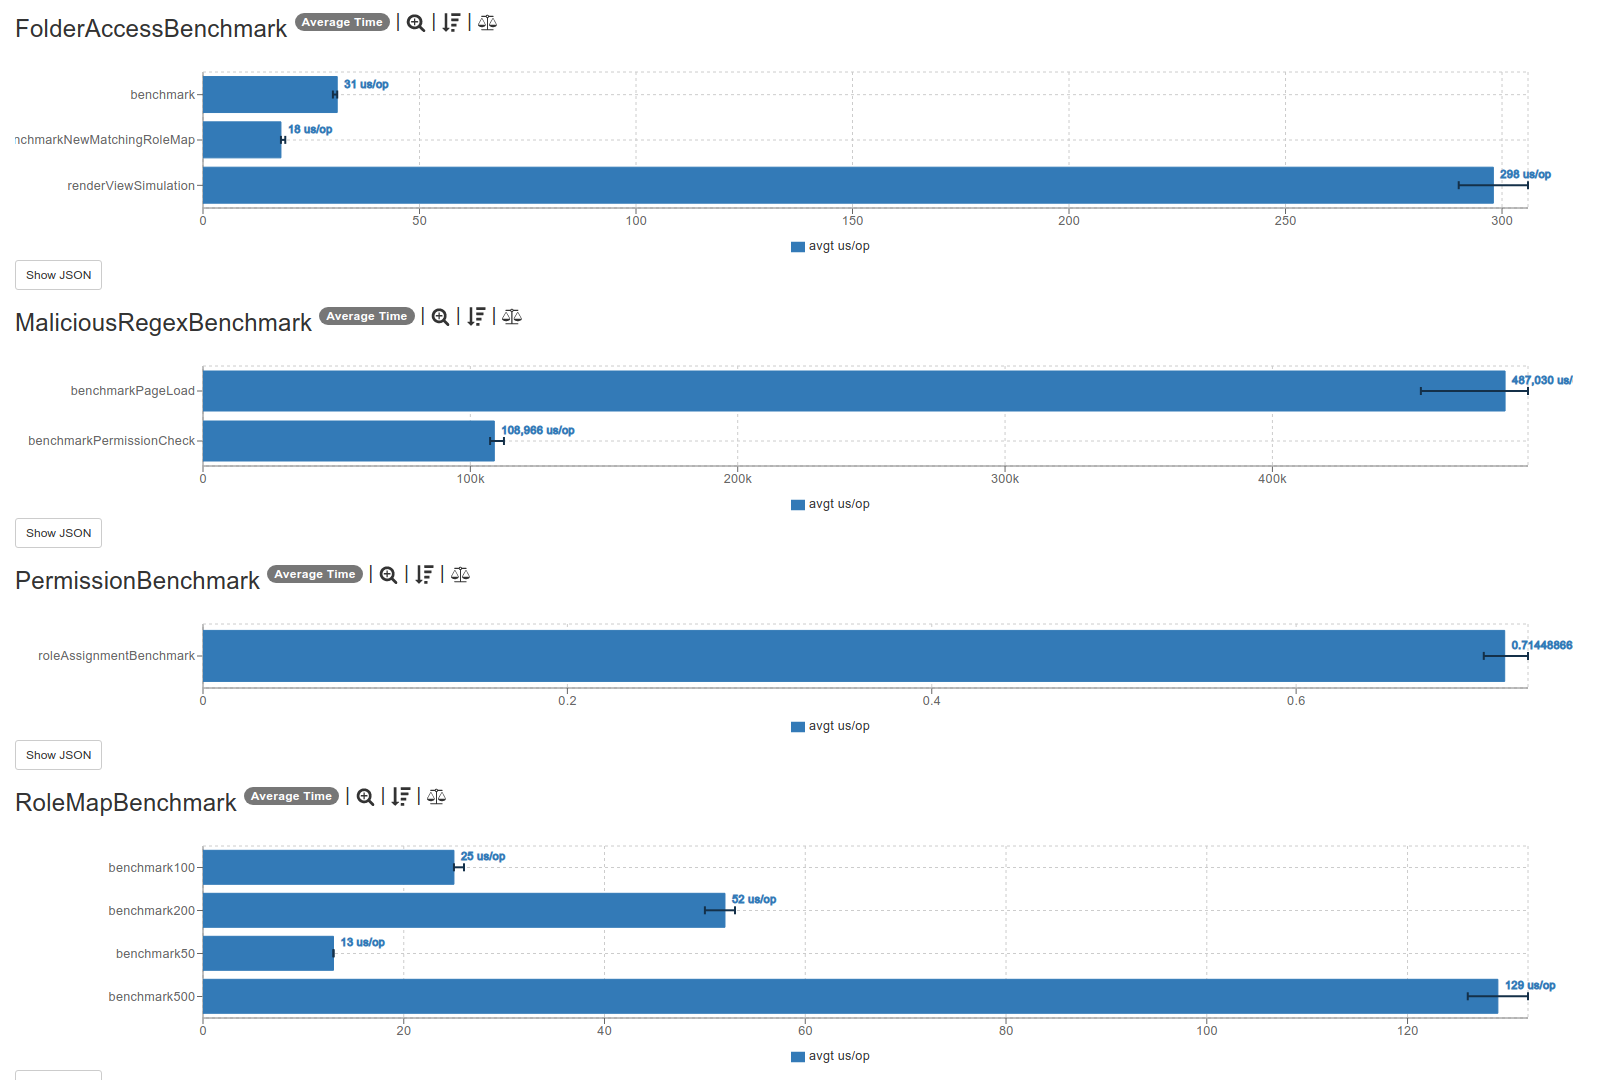 FolderAccessBenchmark Average Time
benchmark
31 us/op
nchmarkNewMatchingRoleMap
18 us/op
renderViewSimulation
298 us/op
0 50 100 150 200 250 300
avgt us/op
Show JSON
MaliciousRegexBenchmark Average Time
benchmarkPageLoad
487,030 us/
benchmarkPermissionCheck
108,966 us/op
0 100k 200k 300k 400k
avgt us/op
Show JSON
PermissionBenchmark Average Time
roleAssignmentBenchmark
0.71448866
0 0.2 0.4 0.6
avgt us/op
Show JSON
RoleMapBenchmark Average Time
benchmark100
25 us/op
benchmark200
52 us/op
benchmark50
13 us/op
benchmark500
129 us/op
0 20 40 60 80 100 120
avgt us/op